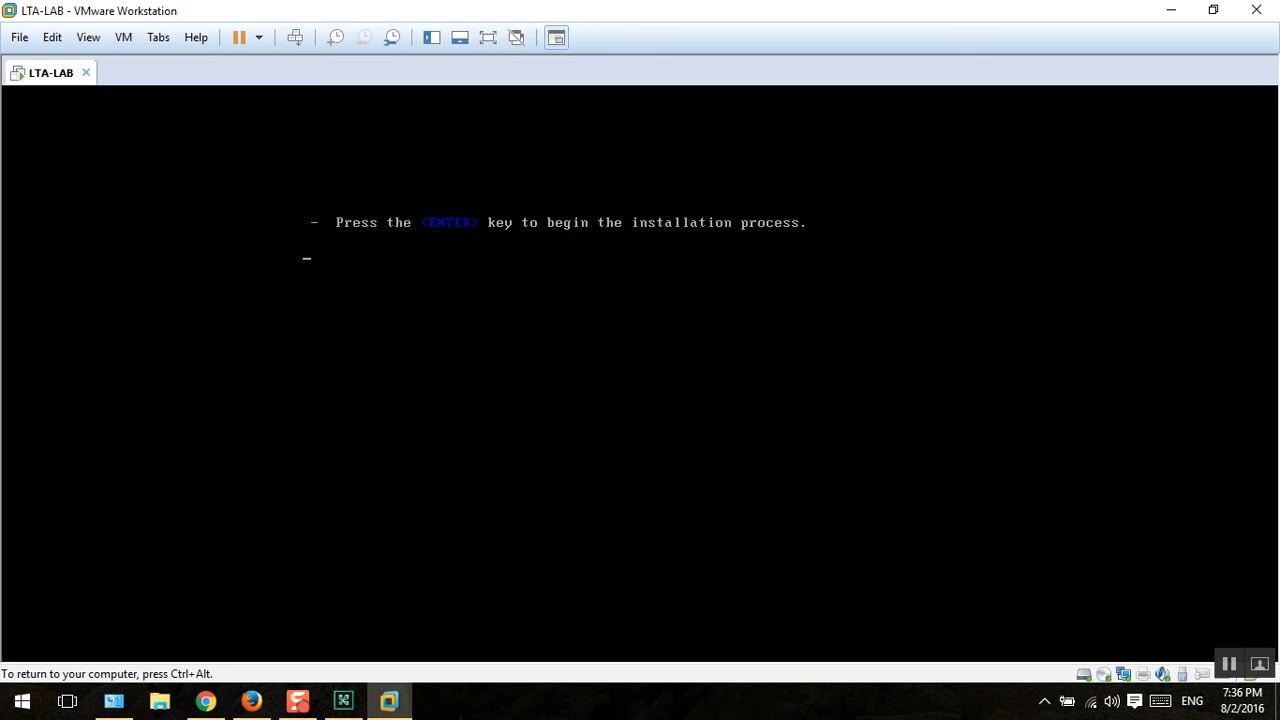 LTA-LAB - VMware Workstation
File Edit View VM Tabs Help
LTA-LAB
- Press the <ENTER> key to begin the installation process.
To return to your computer, press Ctrl+Alt.
ENG
7:36 PM
8/2/2016